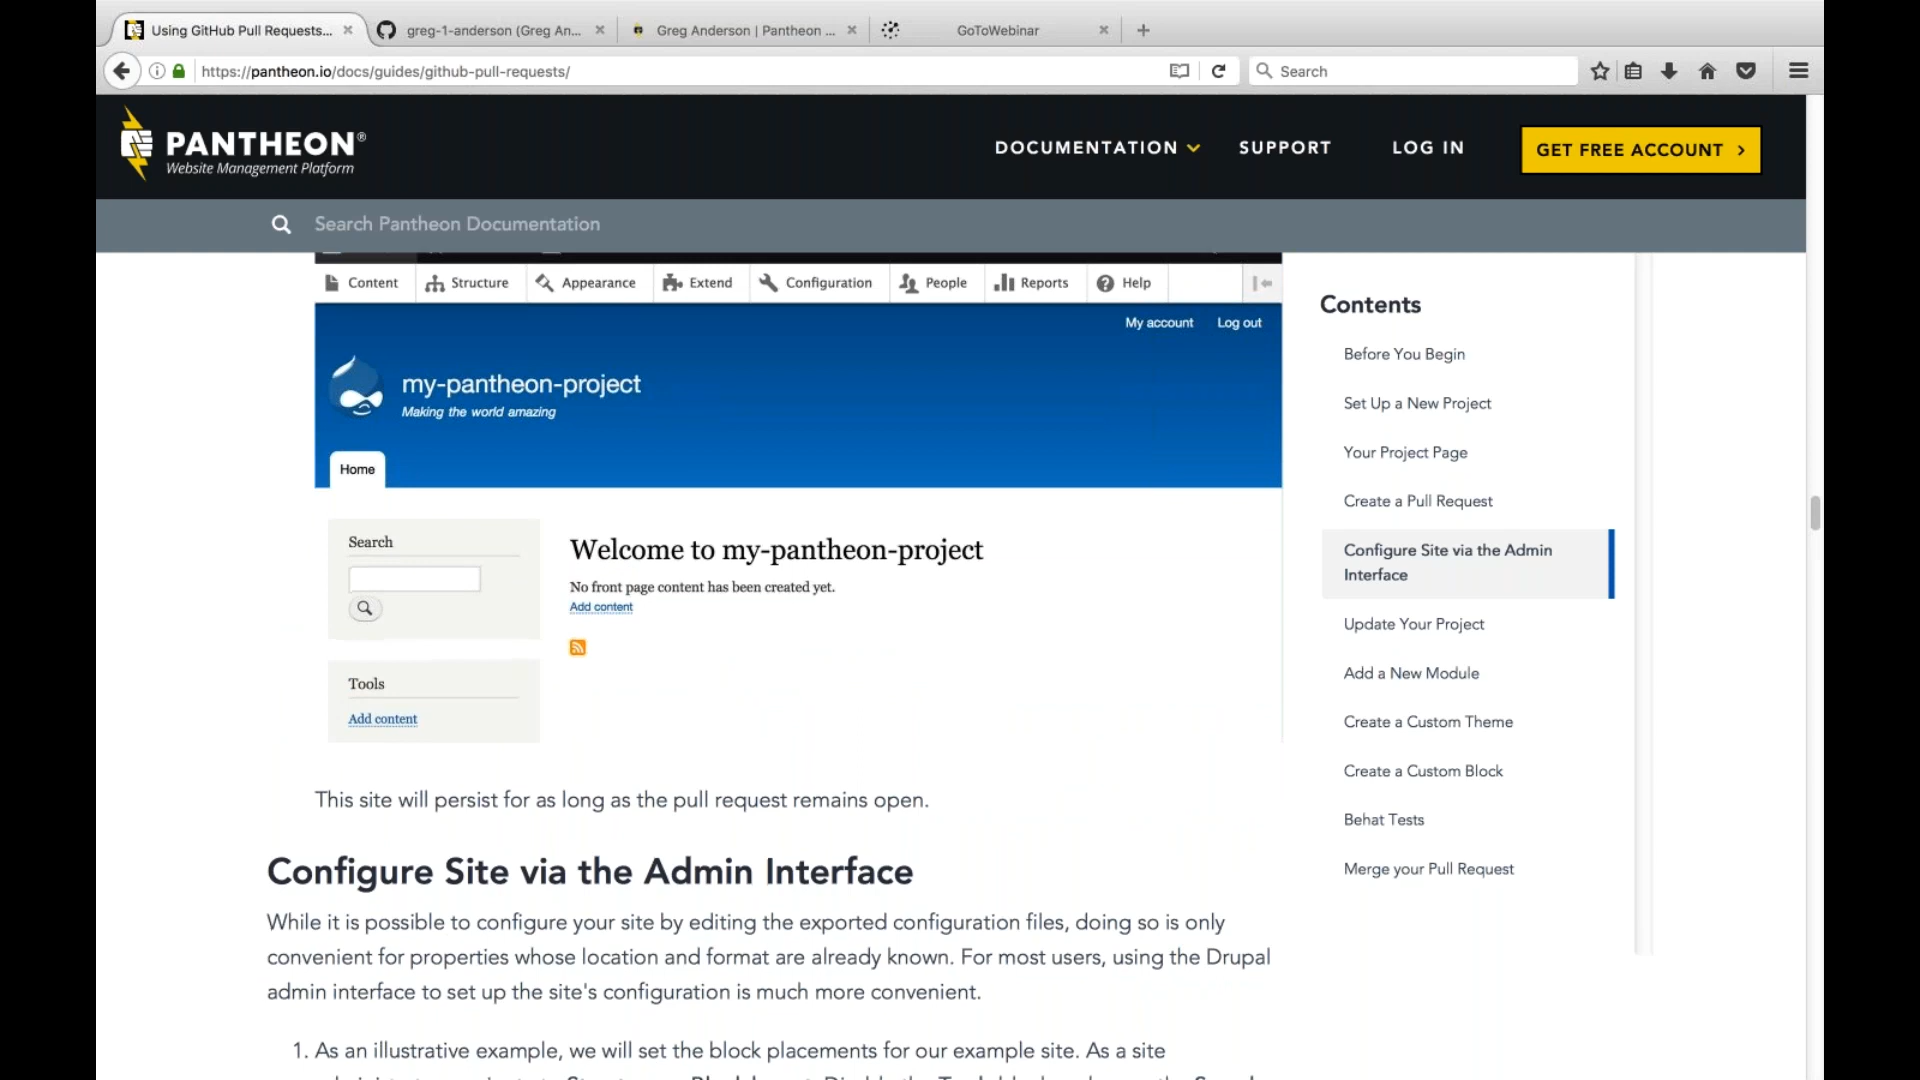 Using GitHub Pull Requests...
greg-1-anderson (Greg An...
Greg Anderson | Pantheon ...
GoToWebinar
https://pantheon.io/docs/guides/github-pull-requests/
Search
PANTHEON®
Website Management Platform
DOCUMENTATION
SUPPORT
LOG IN
GET FREE ACCOUNT
Search Pantheon Documentation
Content
Structure
Appearance
Extend
Configuration
People
Reports
Help
My account
Log out
my-pantheon-project
Making the world amazing
Home
Search
Welcome to my-pantheon-project
No front page content has been created yet.
Add content
Tools
Add content
This site will persist for as long as the pull request remains open.
Configure Site via the Admin Interface
While it is possible to configure your site by editing the exported configuration files, doing so is only
convenient for properties whose location and format are already known. For most users, using the Drupal
admin interface to set up the site's configuration is much more convenient.
1. As an illustrative example, we will set the block placements for our example site. As a site
Contents
Before You Begin
Set Up a New Project
Your Project Page
Create a Pull Request
Configure Site via the Admin
Interface
Update Your Project
Add a New Module
Create a Custom Theme
Create a Custom Block
Behat Tests
Merge your Pull Request